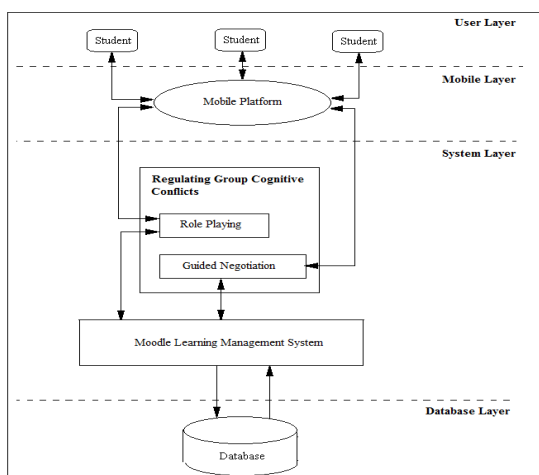 User Layer
Student
Student
Student
Mobile Layer
Mobile Platform
System Layer
Regulating Group Cognitive
Conflicts
Role Playing
Guided Negotiation
Moodle Learning Management System
Database Layer
Database